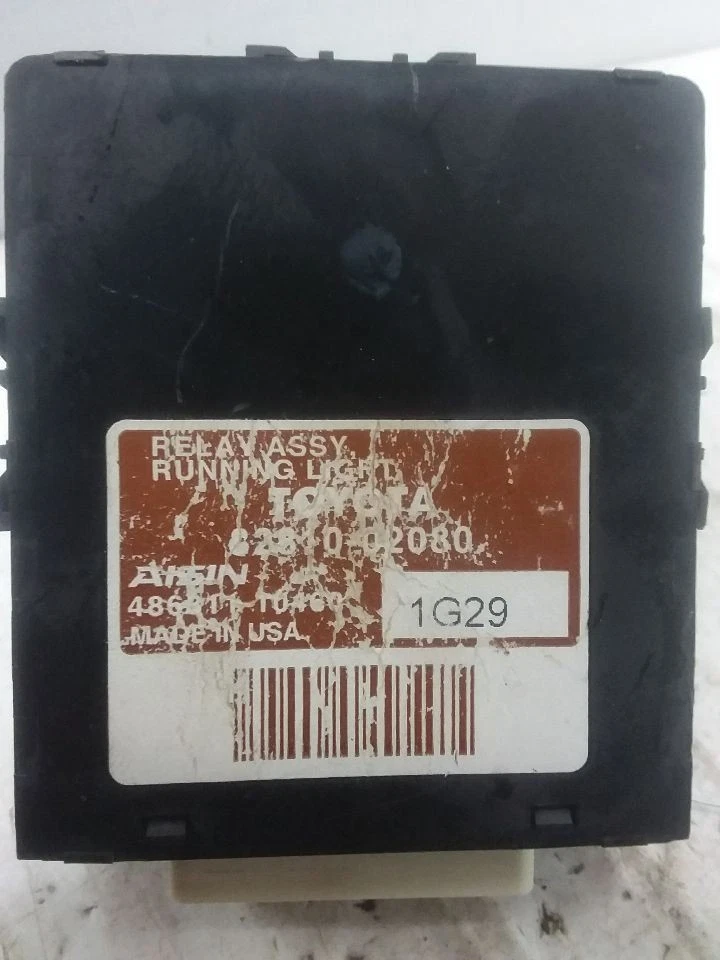 RELAY ASSY,
RUNNING LIGHT,
TOYOTA
AISIN
1G29
MADE IN USA